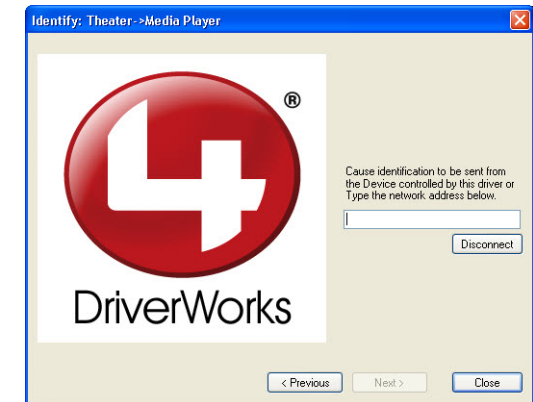 Identify: Theater->Media Player
®
4
DriverWorks
Cause identification to be sent from
the Device controlled by this driver or
Type the network address below.
Disconnect
< Previous
Next >
Close